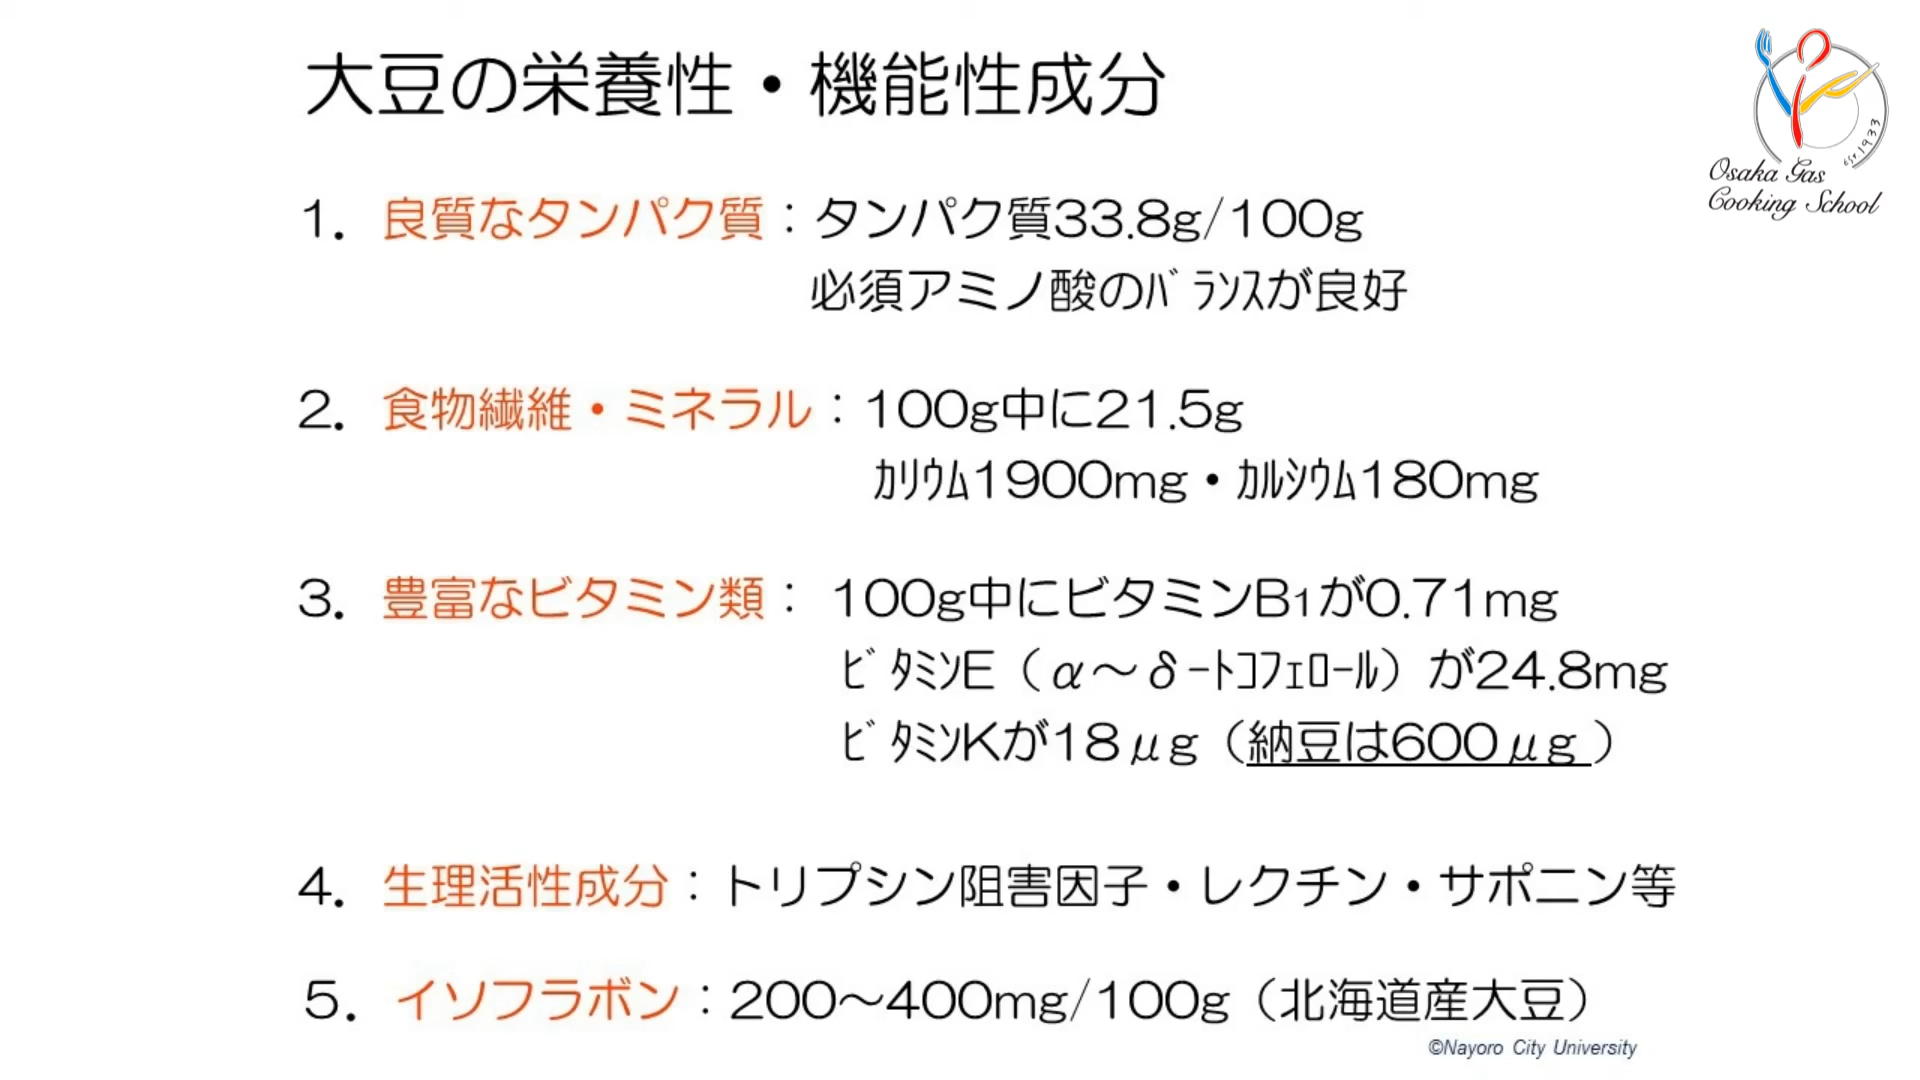 大豆の栄養性・機能性成分
Est.1933
Osaka Gas
Cooking School
1. 良質なタンパク質：タンパク質33.8g/100g
必須アミノ酸のﾊﾞﾗﾝｽが良好
2. 食物繊維・ミネラル：100g中に21.5g
ｶﾘｳﾑ1900mg・ｶﾙｼｳﾑ180mg
3. 豊富なビタミン類： 100g中にビタミンB₁が0.71mg
ﾋﾞﾀﾐﾝE（α～δ-ﾄｺﾌｪﾛｰﾙ）が24.8mg
ﾋﾞﾀﾐﾝKが18μg（納豆は600μg ）
4. 生理活性成分：トリプシン阻害因子・レクチン・サポニン等
5. イソフラボン：200～400mg/100g（北海道産大豆）
©Nayoro City University